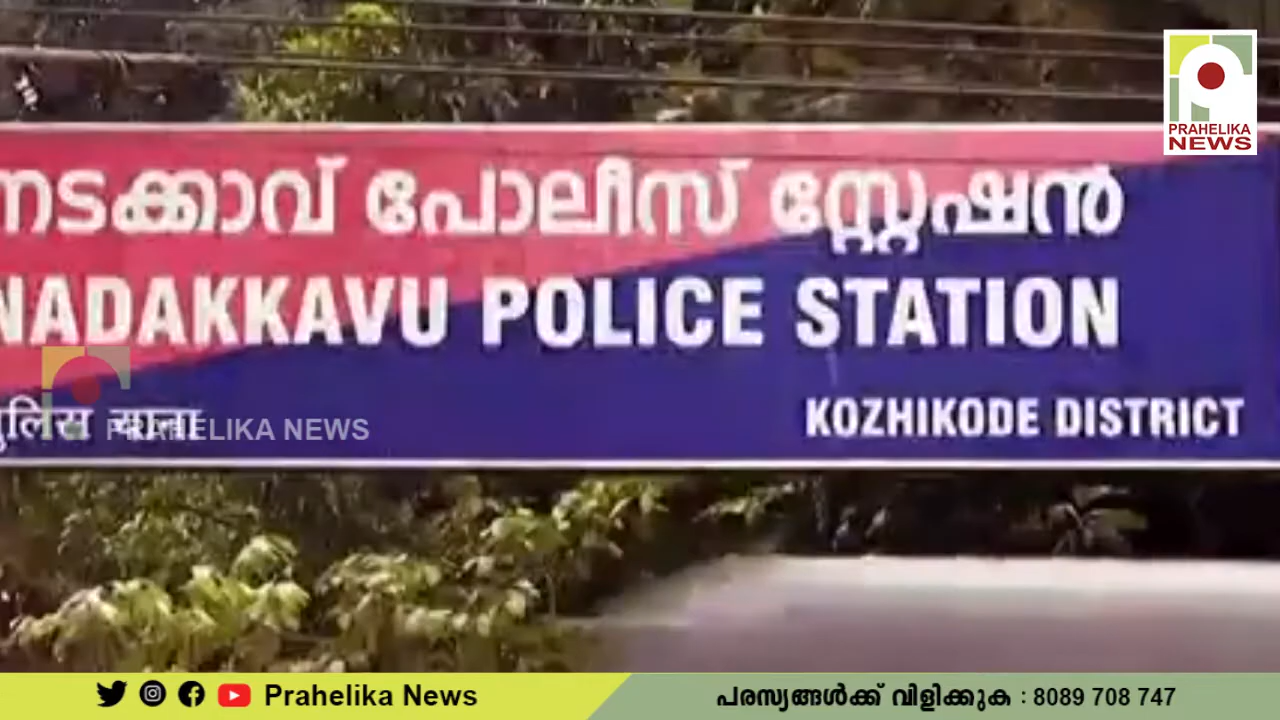 PRAHELIKA
NEWS
നടക്കാവ് പോലീസ് സ്റ്റേഷൻ
NADAKKAVU POLICE STATION
पुलिस थाना
PRAHELIKA NEWS
KOZHIKODE DISTRICT
Prahelika News
പരസ്യങ്ങൾക്ക് വിളിക്കുക : 8089 708 747